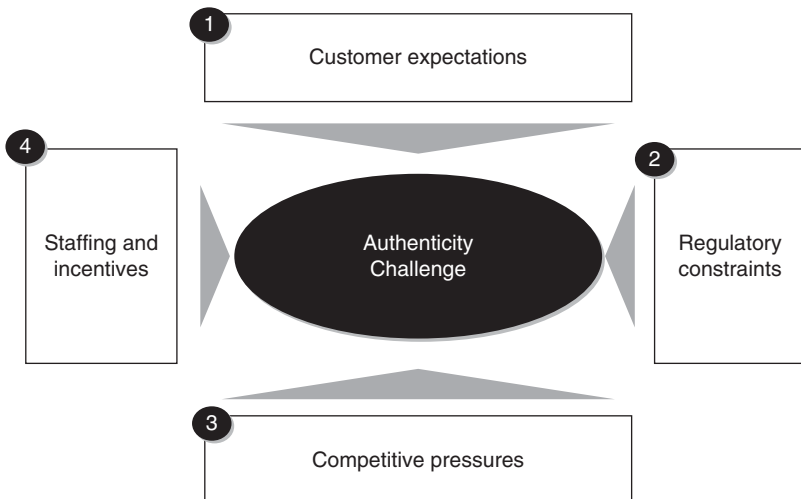 1
Customer expectations
4
2
Staffing and
incentives
Authenticity
Challenge
Regulatory
constraints
3
Competitive pressures